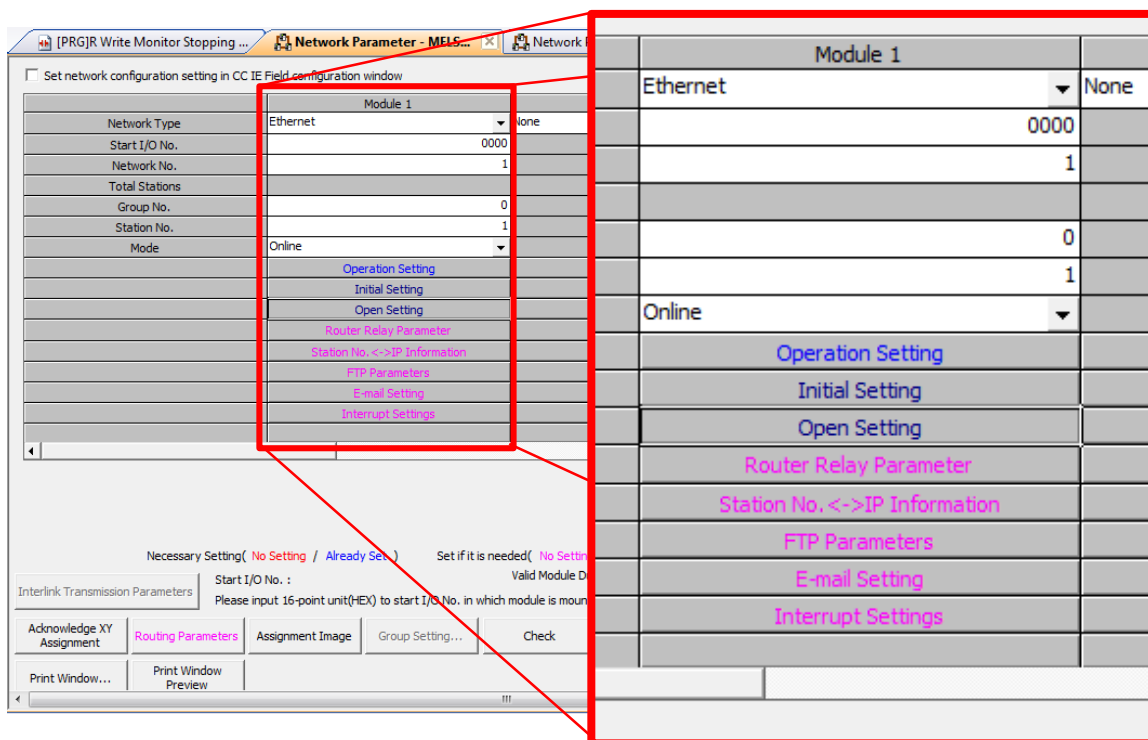 [PRG]R Write Monitor Stopping ...
Network Parameter - MELS...
Network
Set network configuration setting in CC IE Field configuration window
Module 1
Network Type Ethernet None
Start I/O No. 0000
Network No. 1
Total Stations
Group No. 0
Station No. 1
Mode Online
Operation Setting
Initial Setting
Open Setting
Router Relay Parameter
Station No.<->IP Information
FTP Parameters
E-mail Setting
Interrupt Settings
Necessary Setting( No Setting / Already Set ) Set if it is needed( No Settin
Start I/O No. : Valid Module D
Interlink Transmission Parameters
Please input 16-point unit(HEX) to start I/O No. in which module is moun
Acknowledge XY Assignment
Routing Parameters
Assignment Image
Group Setting...
Check
Print Window...
Print Window Preview
Module 1
Ethernet None
0000
1
0
1
Online
Operation Setting
Initial Setting
Open Setting
Router Relay Parameter
Station No.<->IP Information
FTP Parameters
E-mail Setting
Interrupt Settings